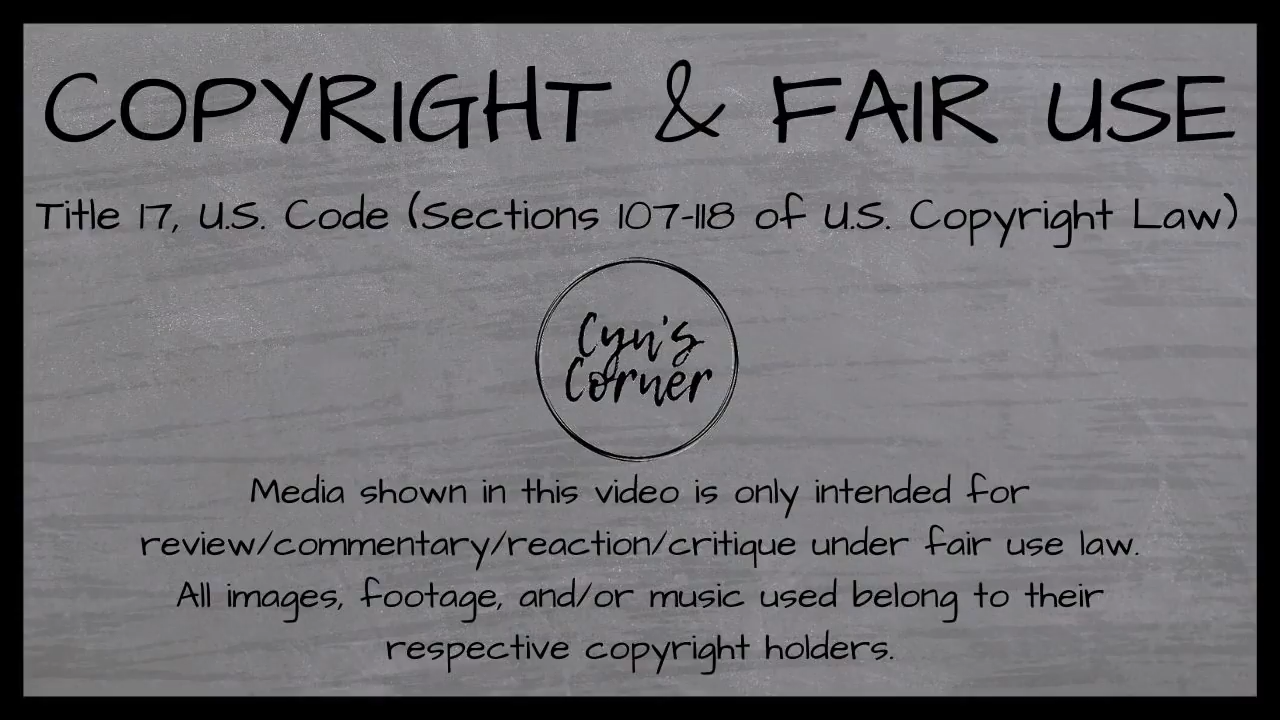 COPYRIGHT & FAIR USE
Title 17, U.S. Code (Sections 107-118 of U.S. Copyright Law)
Cyn's
Corner
Media shown in this video is only intended for
review/commentary/reaction/critique under fair use law.
All images, footage, and/or music used belong to their
respective copyright holders.